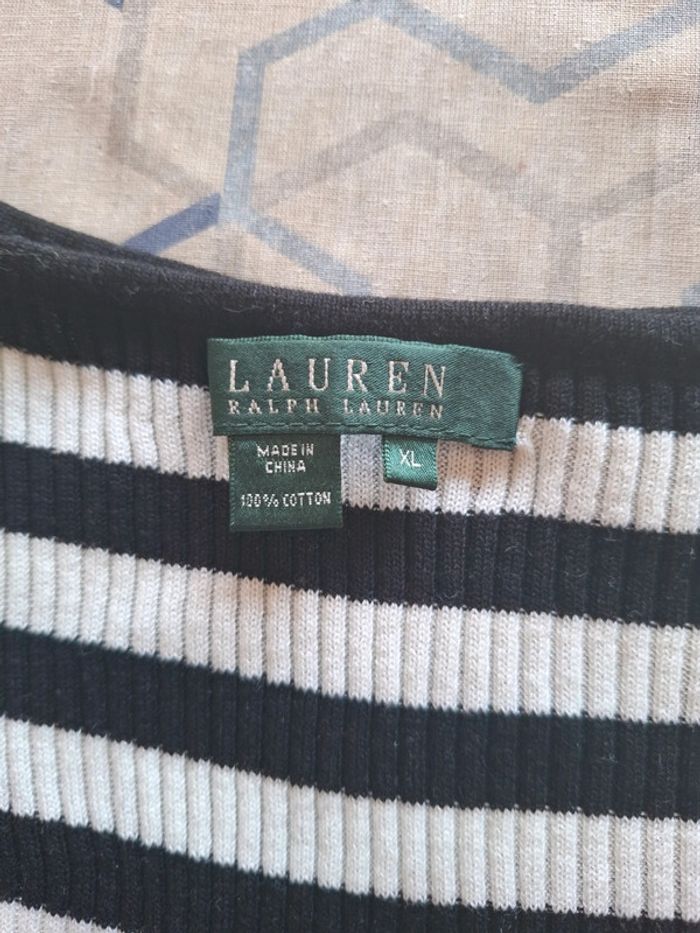 LAUREN
RALPH LAUREN
MADE IN
CHINA
100% COTTON
XL